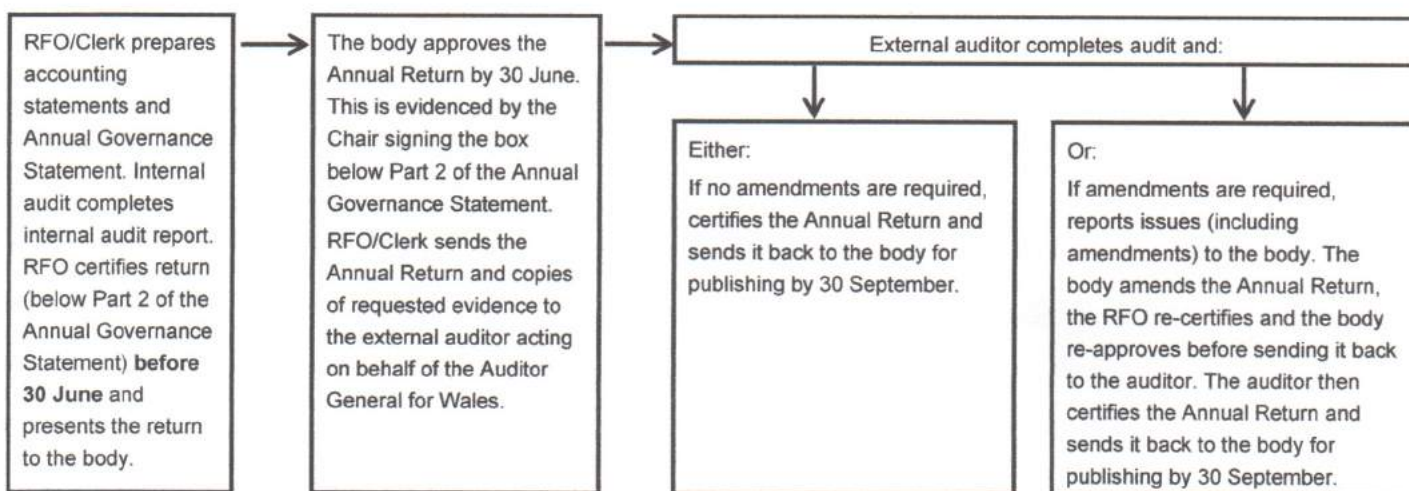 RFO/Clerk prepares
accounting
statements and
Annual Governance
Statement. Internal
audit completes
internal audit report.
RFO certifies return
(below Part 2 of the
Annual Governance
Statement) before
30 June and
presents the return
to the body.
The body approves the
Annual Return by 30 June.
This is evidenced by the
Chair signing the box
below Part 2 of the Annual
Governance Statement.
RFO/Clerk sends the
Annual Return and copies
of requested evidence to
the external auditor acting
on behalf of the Auditor
General for Wales.
External auditor completes audit and:
Either:
If no amendments are required,
certifies the Annual Return and
sends it back to the body for
publishing by 30 September.
Or:
If amendments are required,
reports issues (including
amendments) to the body. The
body amends the Annual Return,
the RFO re-certifies and the body
re-approves before sending it back
to the auditor. The auditor then
certifies the Annual Return and
sends it back to the body for
publishing by 30 September.